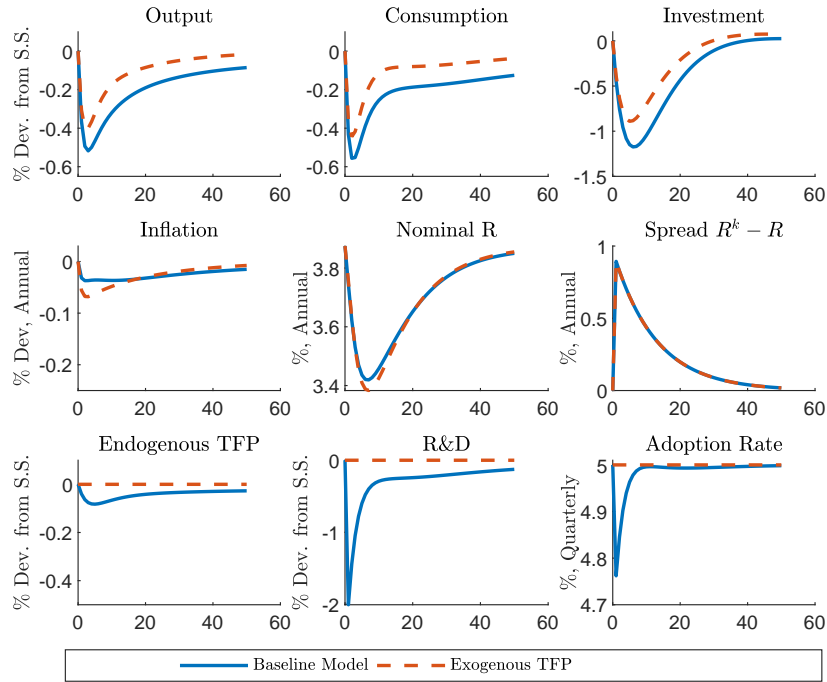 Output Consumption Investment
% Dev. from S.S.
0
-0.2
-0.4
-0.6
0 20 40 60
0
-0.2
-0.4
-0.6
0 20 40 60
0
-0.5
-1
-1.5
0 20 40 60
Inflation Nominal R Spread R^k − R
% Dev, Annual
0
-0.1
-0.2
0 20 40 60
%, Annual
3.8
3.6
3.4
0 20 40 60
%, Annual
1
0.5
0
0 20 40 60
Endogenous TFP R&D Adoption Rate
% Dev. from S.S.
0
-0.2
-0.4
0 20 40 60
% Dev. from S.S.
0
-1
-2
0 20 40 60
%, Quarterly
5
4.9
4.8
4.7
0 20 40 60
Baseline Model Exogenous TFP